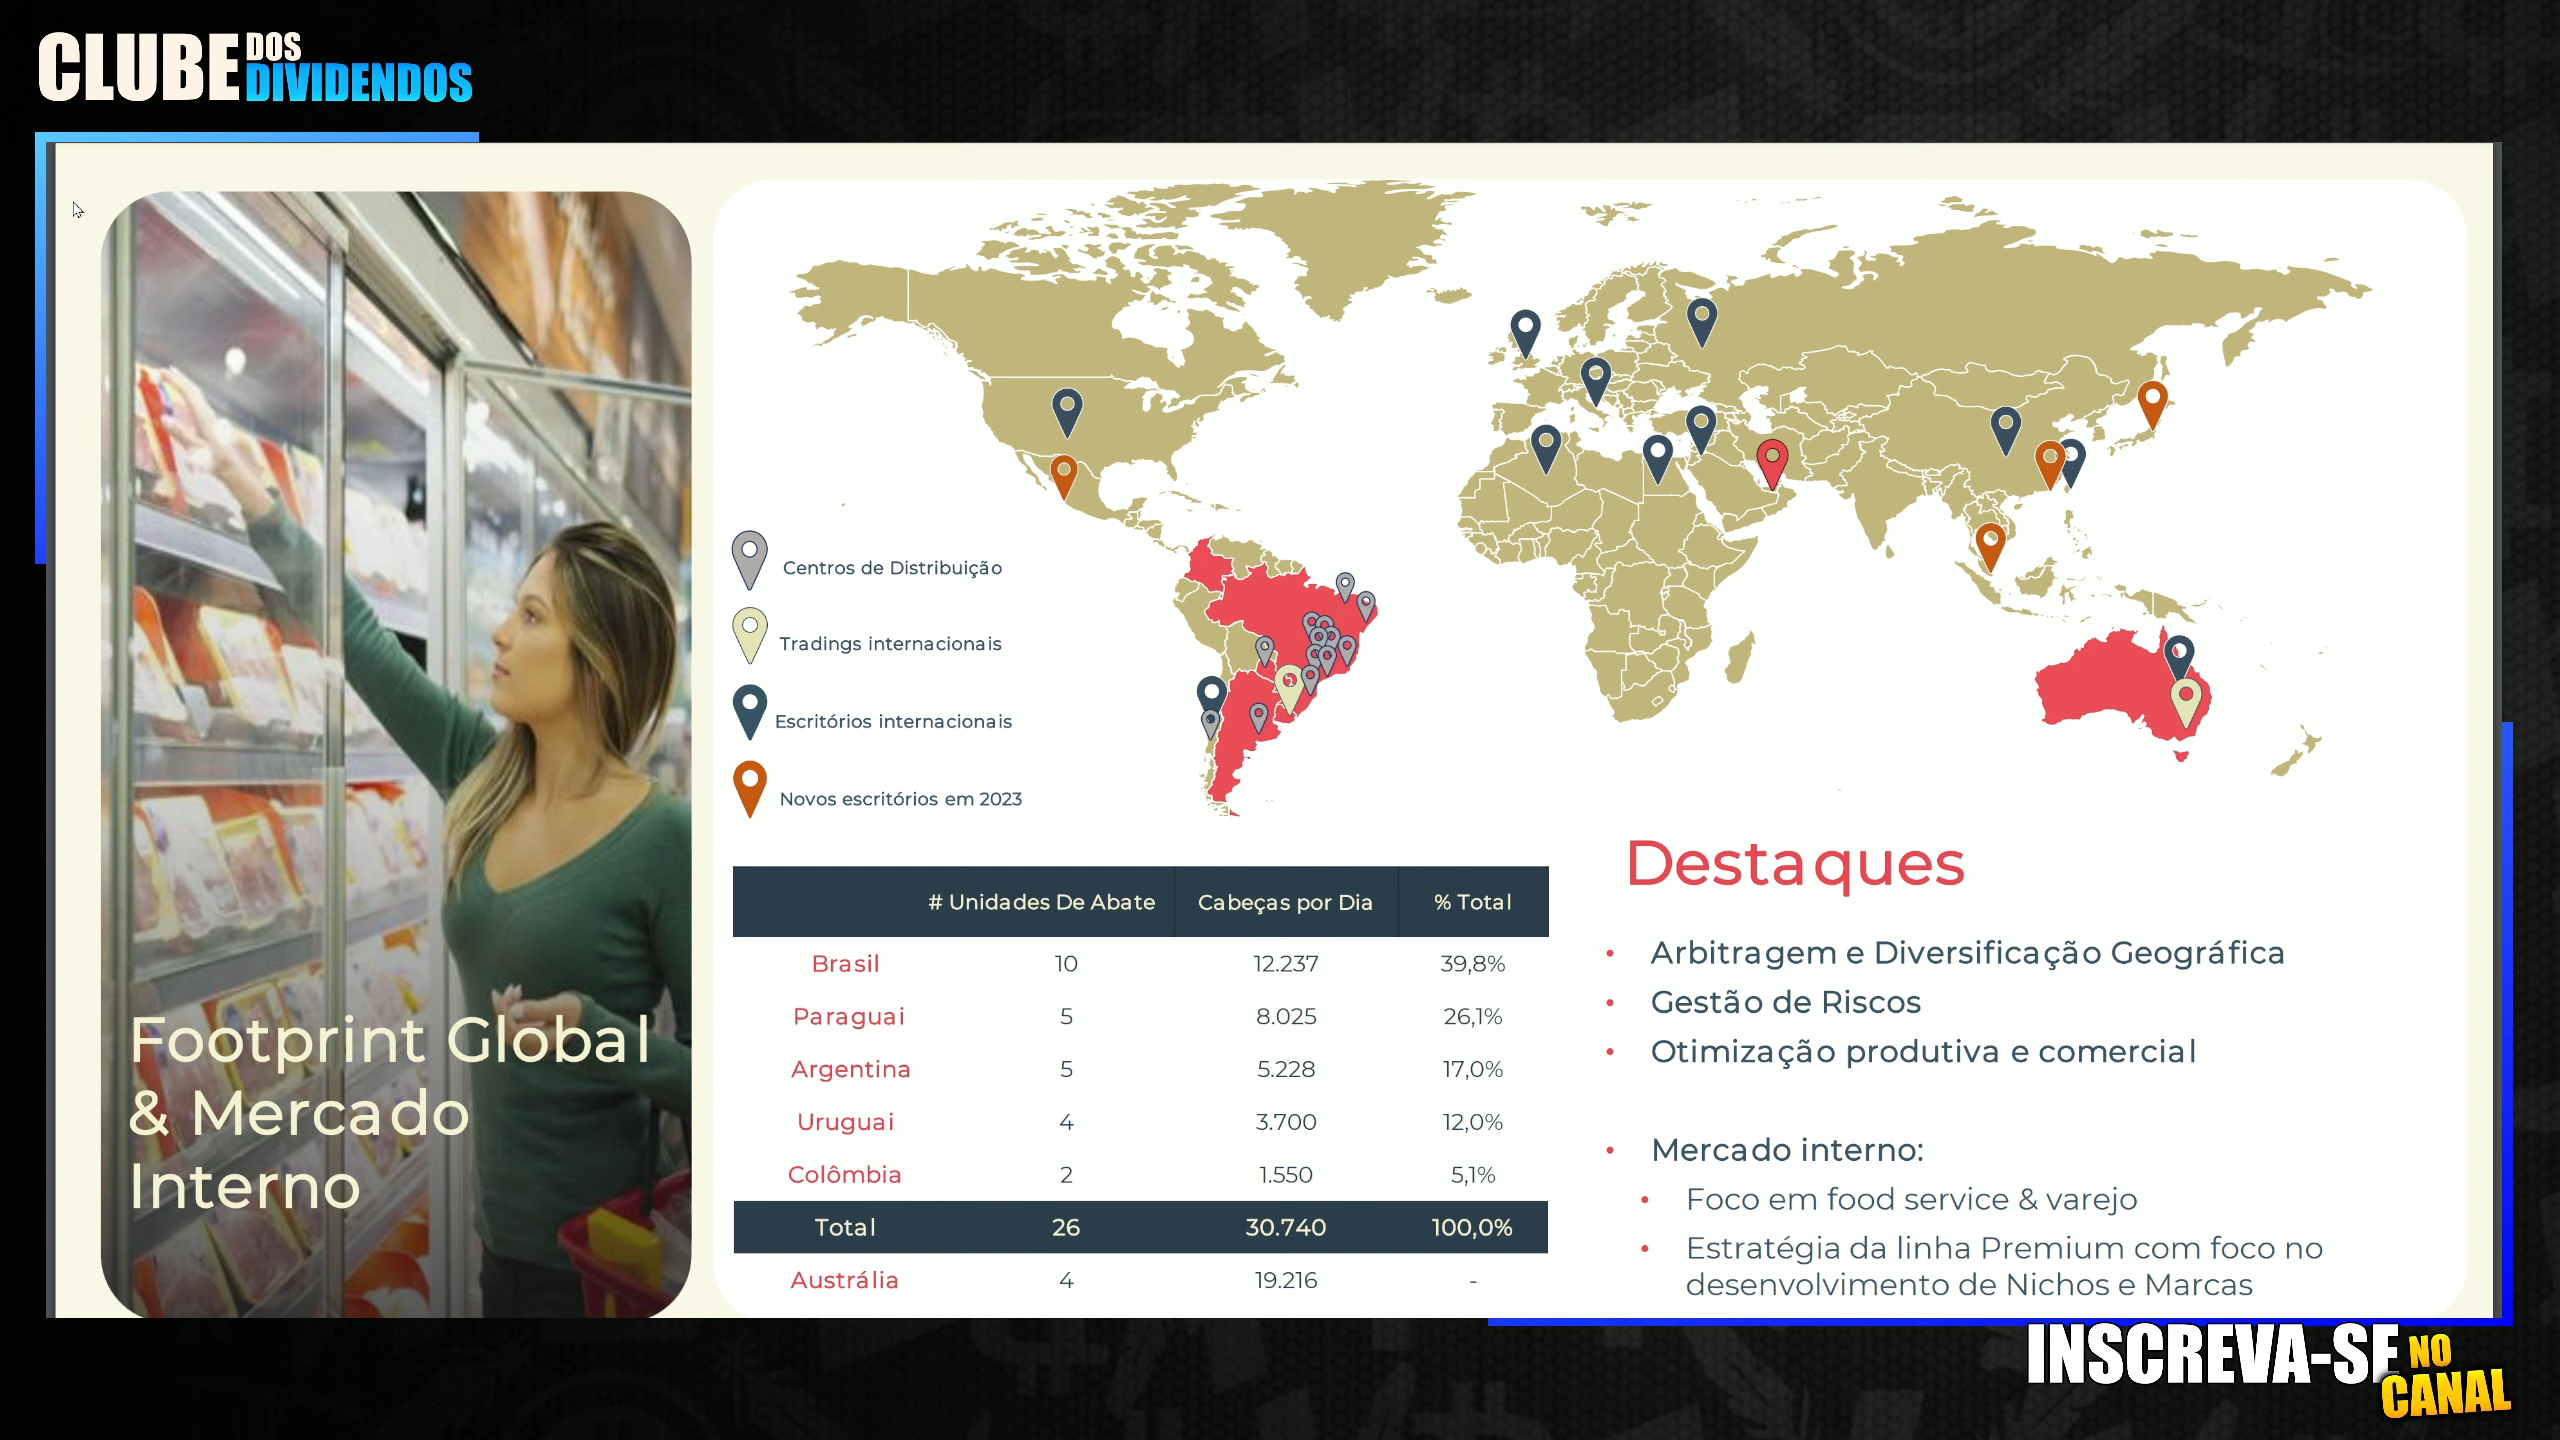 CLUBE DOS
DIVIDENDOS
Footprint Global
& Mercado
Interno
Centros de Distribuição
Tradings internacionais
Escritórios internacionais
Novos escritórios em 2023
# Unidades De Abate Cabeças por Dia % Total
Brasil 10 12.237 39,8%
Paraguai 5 8.025 26,1%
Argentina 5 5.228 17,0%
Uruguai 4 3.700 12,0%
Colômbia 2 1.550 5,1%
Total 26 30.740 100,0%
Austrália 4 19.216 -
Destaques
• Arbitragem e Diversificação Geográfica
• Gestão de Riscos
• Otimização produtiva e comercial
• Mercado interno:
• Foco em food service & varejo
• Estratégia da linha Premium com foco no
desenvolvimento de Nichos e Marcas
INSCREVA-SE NO
CANAL